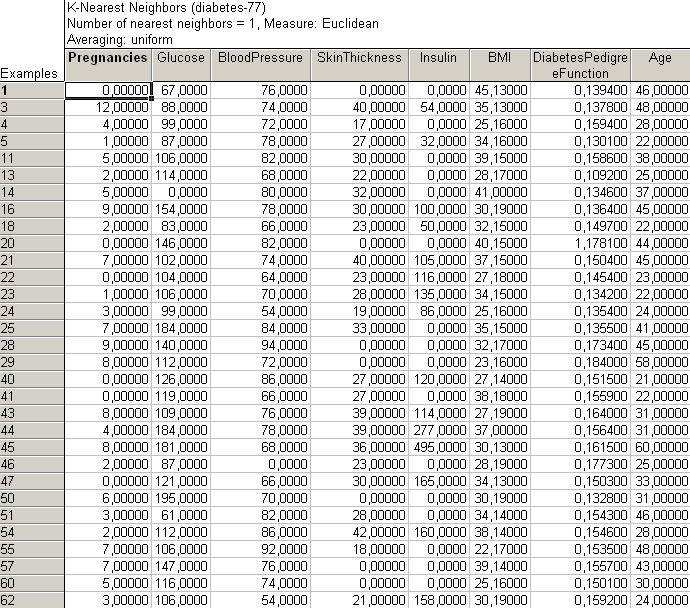 K-Nearest Neighbors (diabetes-77)
Number of nearest neighbors = 1, Measure: Euclidean
Averaging: uniform
Examples Pregnancies Glucose BloodPressure SkinThickness Insulin BMI DiabetesPedigre eFunction Age
1 0,00000 67,0000 76,0000 0,00000 0,0000 45,13000 0,139400 46,00000
3 12,00000 88,0000 74,0000 40,00000 54,0000 35,13000 0,137800 48,00000
4 4,00000 99,0000 72,0000 17,00000 0,0000 25,16000 0,159400 28,00000
5 1,00000 87,0000 78,0000 27,00000 32,0000 34,16000 0,130100 22,00000
11 5,00000 106,0000 82,0000 30,00000 0,0000 39,15000 0,158600 38,00000
13 2,00000 114,0000 68,0000 22,00000 0,0000 28,17000 0,109200 25,00000
14 5,00000 0,0000 80,0000 32,00000 0,0000 41,00000 0,134600 37,00000
16 9,00000 154,0000 78,0000 30,00000 100,0000 30,19000 0,136400 45,00000
18 2,00000 83,0000 66,0000 23,00000 50,0000 32,15000 0,149700 22,00000
20 0,00000 146,0000 82,0000 0,00000 0,0000 40,15000 1,178100 44,00000
21 7,00000 102,0000 74,0000 40,00000 105,0000 37,15000 0,150400 45,00000
22 0,00000 104,0000 64,0000 23,00000 116,0000 27,18000 0,145400 23,00000
23 1,00000 106,0000 70,0000 28,00000 135,0000 34,15000 0,134200 22,00000
24 3,00000 99,0000 54,0000 19,00000 86,0000 25,16000 0,135400 24,00000
25 7,00000 184,0000 84,0000 33,00000 0,0000 35,15000 0,135500 41,00000
28 9,00000 140,0000 94,0000 0,00000 0,0000 32,17000 0,173400 45,00000
29 8,00000 112,0000 72,0000 0,00000 0,0000 23,16000 0,184000 58,00000
40 0,00000 126,0000 86,0000 27,00000 120,0000 27,14000 0,151500 21,00000
41 0,00000 119,0000 66,0000 27,00000 0,0000 38,18000 0,155900 22,00000
43 8,00000 109,0000 76,0000 39,00000 114,0000 27,19000 0,164000 31,00000
44 4,00000 184,0000 78,0000 39,00000 277,0000 37,00000 0,156400 31,00000
45 8,00000 181,0000 68,0000 36,00000 495,0000 30,13000 0,161500 60,00000
46 2,00000 87,0000 0,0000 23,00000 0,0000 28,19000 0,177300 25,00000
47 0,00000 121,0000 66,0000 30,00000 165,0000 34,13000 0,150300 33,00000
50 6,00000 195,0000 70,0000 0,00000 0,0000 30,19000 0,132800 31,00000
51 3,00000 61,0000 82,0000 28,00000 0,0000 34,14000 0,154300 46,00000
54 2,00000 112,0000 86,0000 42,00000 160,0000 38,14000 0,154600 28,00000
55 7,00000 106,0000 92,0000 18,00000 0,0000 22,17000 0,153500 48,00000
57 7,00000 147,0000 76,0000 0,00000 0,0000 39,14000 0,155700 43,00000
60 5,00000 116,0000 74,0000 0,00000 0,0000 25,16000 0,150100 30,00000
62 3,00000 106,0000 54,0000 21,00000 158,0000 30,19000 0,159200 24,00000